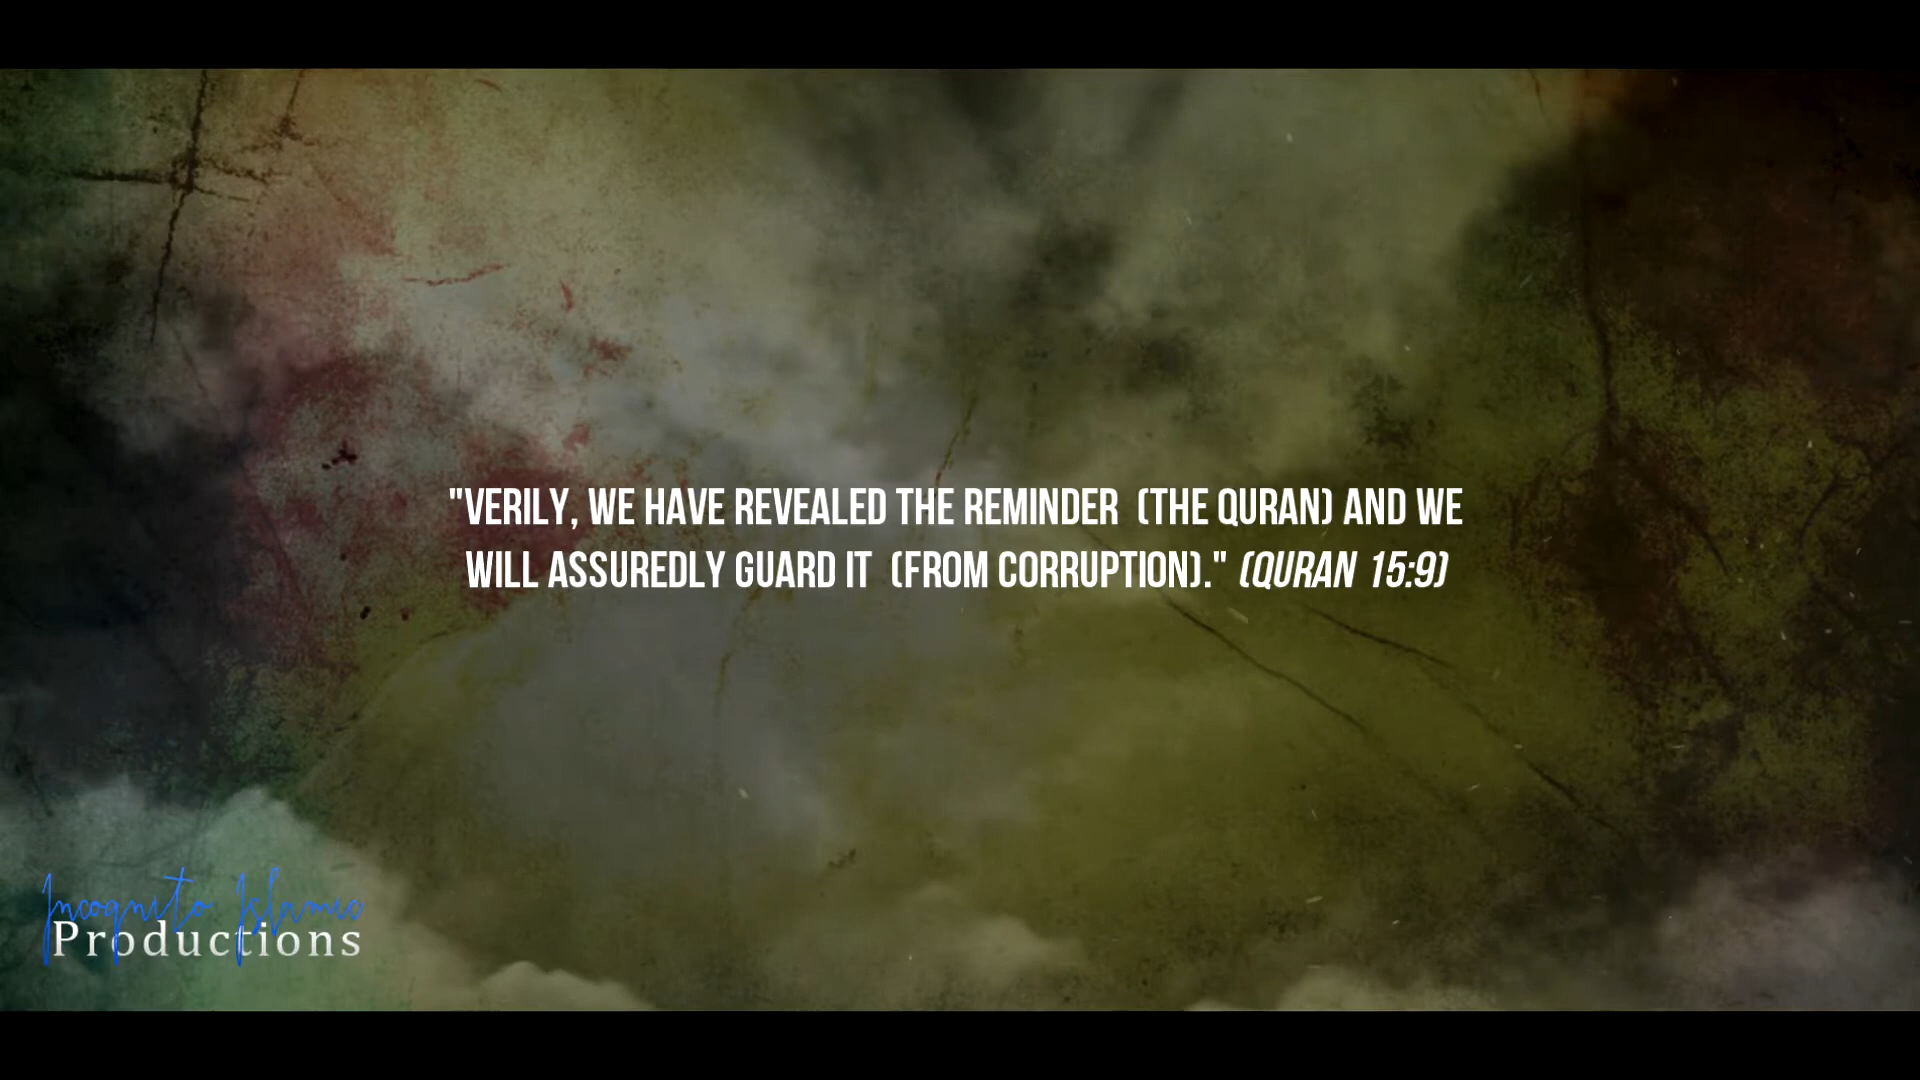 "VERILY, WE HAVE REVEALED THE REMINDER (THE QURAN) AND WE
WILL ASSUREDLY GUARD IT (FROM CORRUPTION)." (QURAN 15:9)
Incognito Islamic
Productions